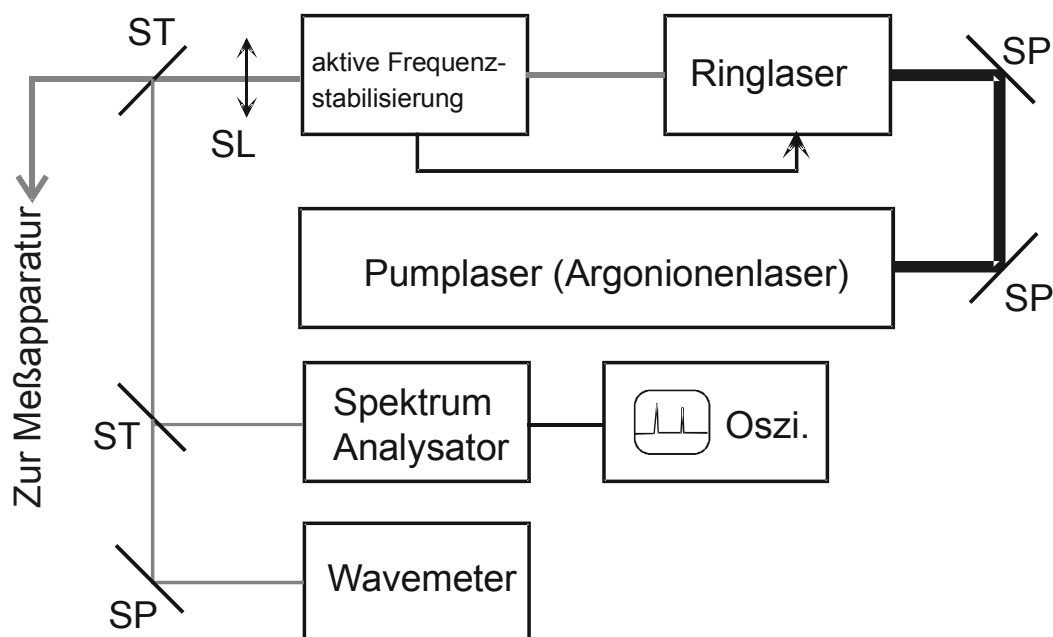 ST
SL
aktive Frequenz-
stabilisierung
Ringlaser
SP
Pumplaser (Argonionenlaser)
SP
Zur Meßapparatur
ST
Spektrum
Analysator
Oszi.
SP
Wavemeter